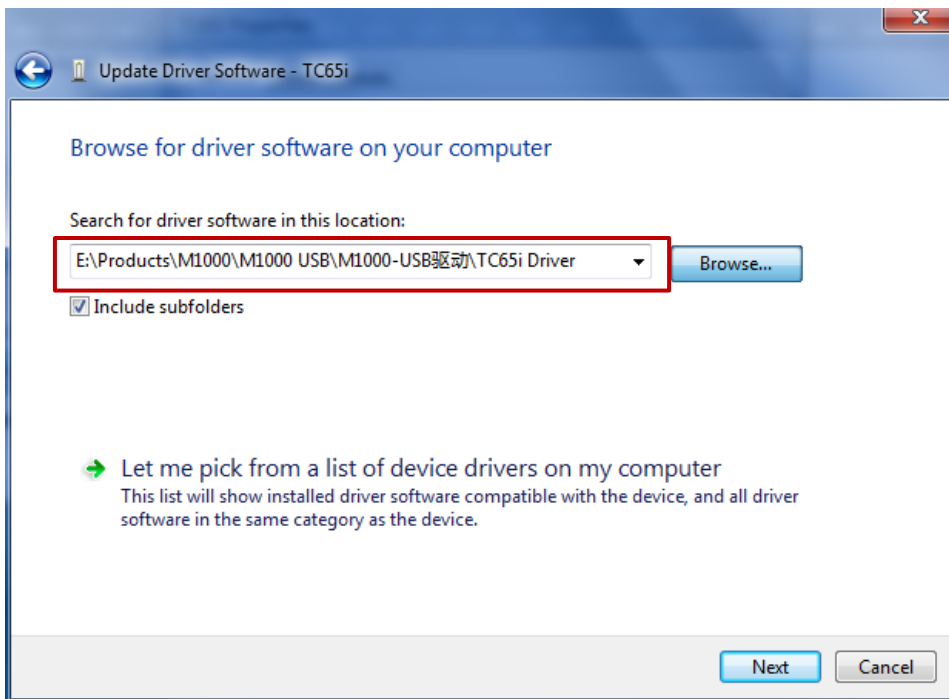 Update Driver Software - TC65i
Browse for driver software on your computer
Search for driver software in this location:
E:\Products\M1000\M1000 USB\M1000-USB驱动\TC65i Driver
Browse...
Include subfolders
Let me pick from a list of device drivers on my computer
This list will show installed driver software compatible with the device, and all driver
software in the same category as the device.
Next
Cancel